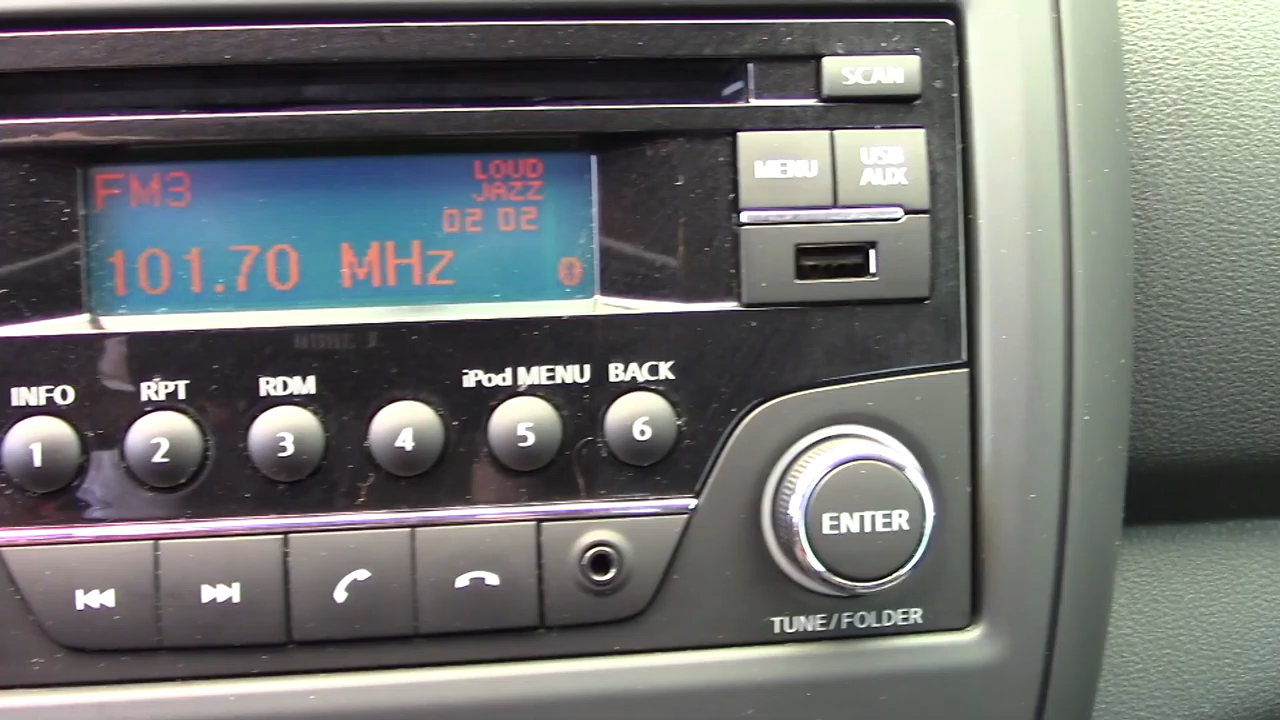 SCAN
MENU
USB
AUX
FM3
LOUD
JAZZ
02 02
101.70 MHz
INFO
RPT
RDM
iPod MENU
BACK
1
2
3
4
5
6
ENTER
TUNE/FOLDER